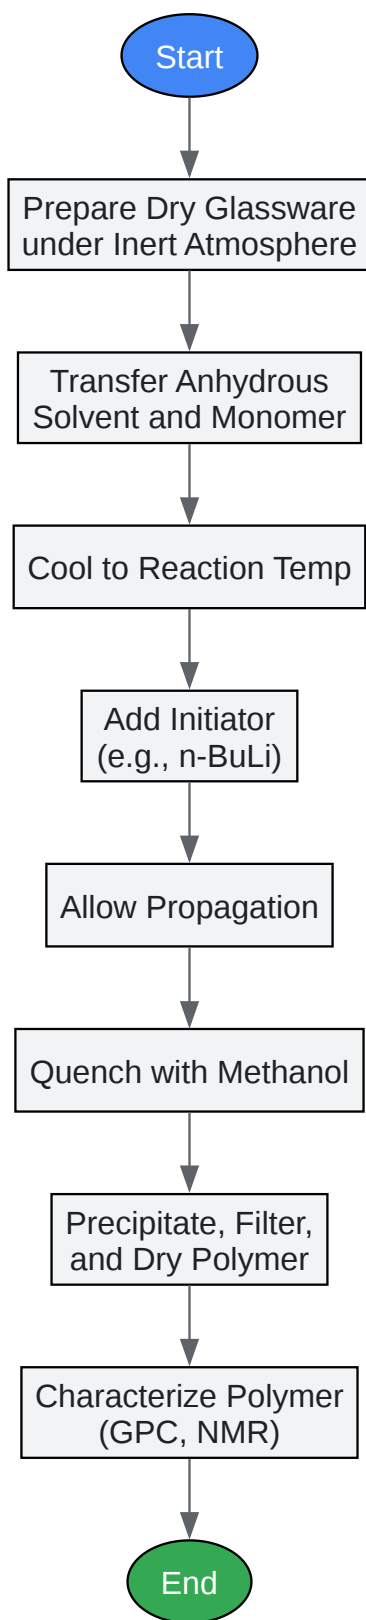 Start
Prepare Dry Glassware
under Inert Atmosphere
Transfer Anhydrous
Solvent and Monomer
Cool to Reaction Temp
Add Initiator
(e.g., n-BuLi)
Allow Propagation
Quench with Methanol
Precipitate, Filter,
and Dry Polymer
Characterize Polymer
(GPC, NMR)
End